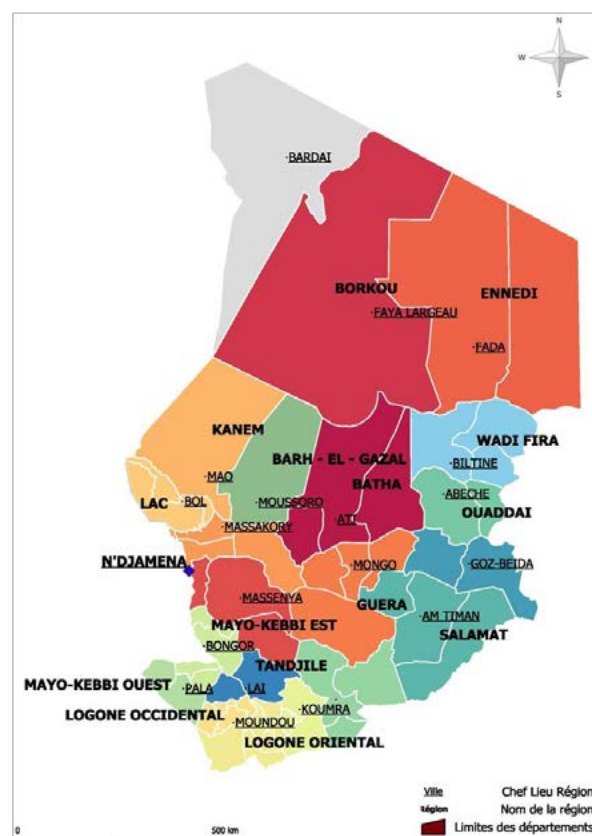 N
W
E
S
BARDAI
BORKOU
ENNEDI
FAYA LARGEAU
FADA
KANEM
WADI FIRA
BARH - EL - GAZAL
BILTINE
MAO
BATHA
LAC
BOL
MOUSSORO
ABECHE
OUADDAI
ATI
MASSAKORY
N'DJAMENA
MONGO
GOZ-BEIDA
MASSENYA
GUERA
AM TIMAN
MAYO-KEBBI EST
SALAMAT
BONGOR
TANDJILE
MAYO-KEBBI OUEST
PALA
LAI
LOGONE OCCIDENTAL
KOUMRA
MOUNDOU
LOGONE ORIENTAL
Ville Chef Lieu Région
Région Nom de la région
Limites des départements
0 500 km